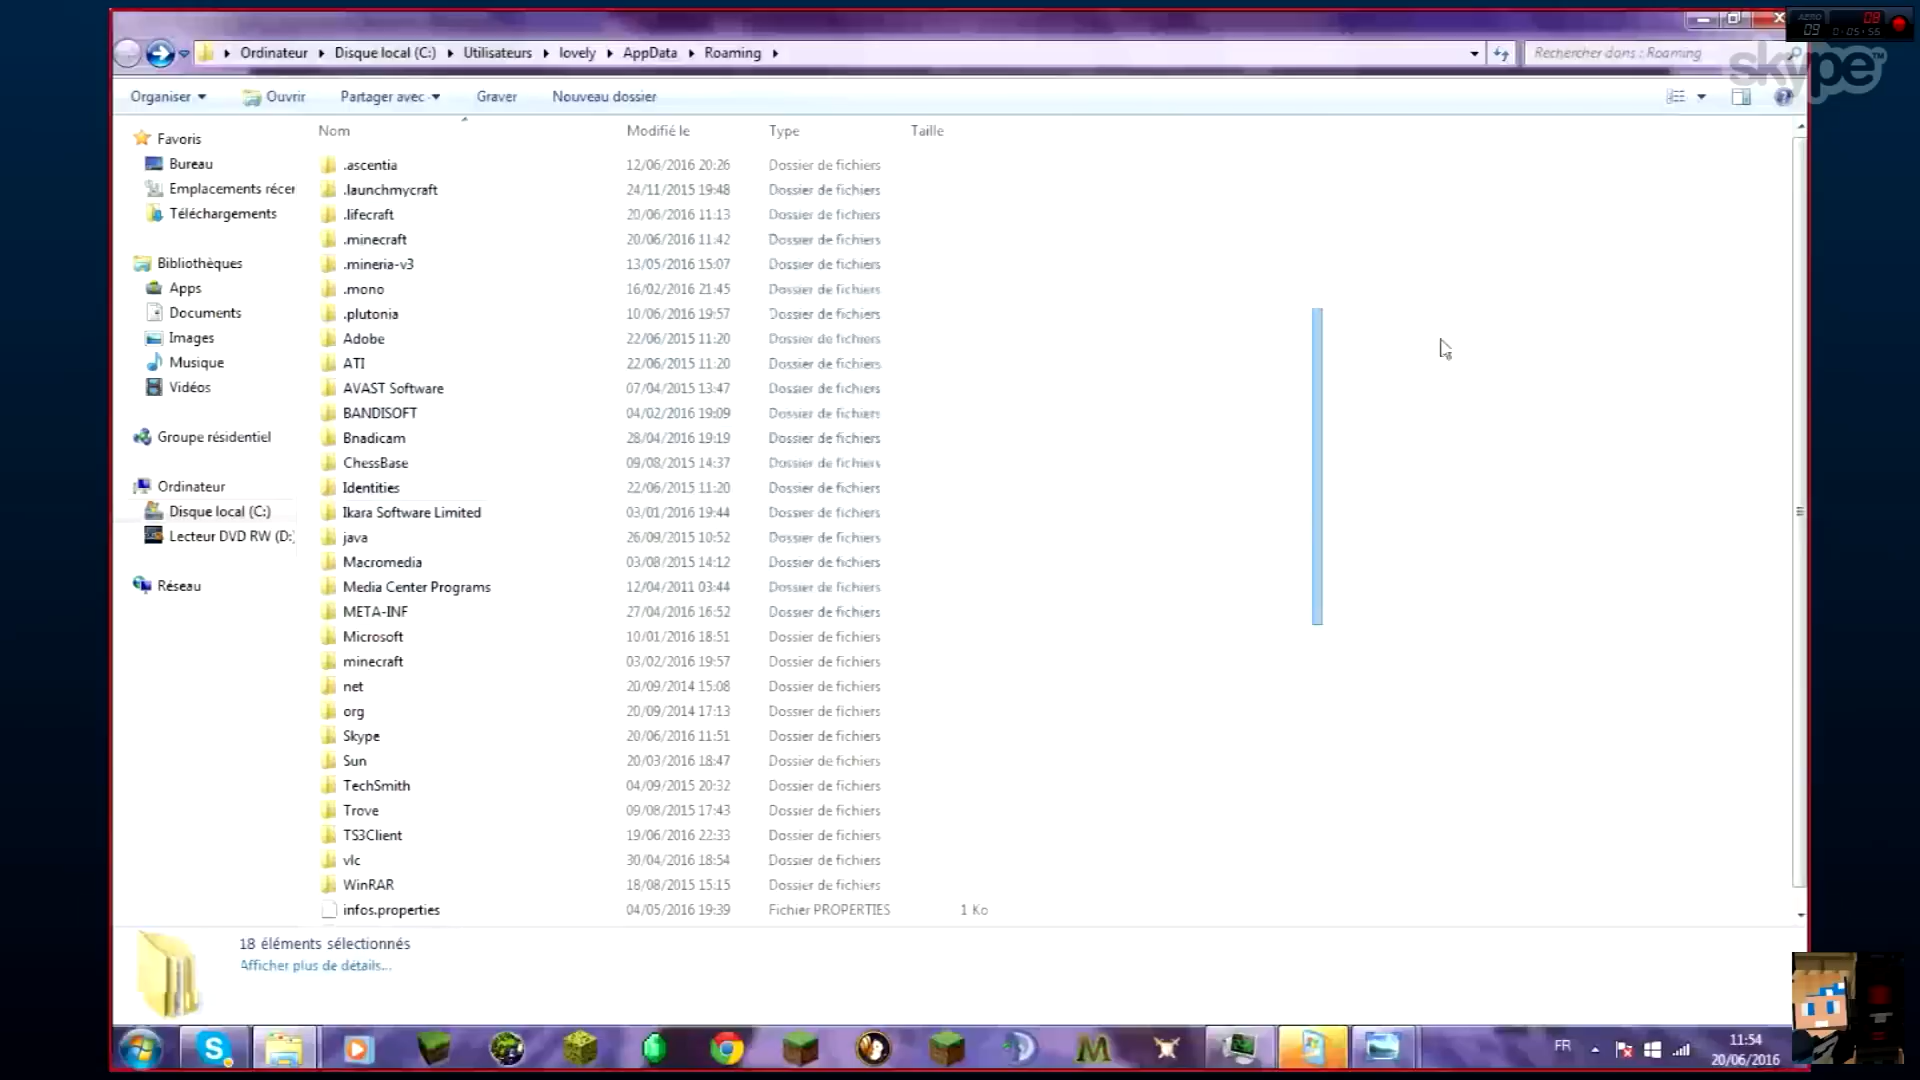 AERO 08
09 0:05:56
skype™
Ordinateur Disque local (C:) Utilisateurs lovely AppData Roaming
Rechercher dans : Roaming
Organiser Ouvrir Partager avec Graver Nouveau dossier
Nom Modifié le Type Taille
Favoris
Bureau
Emplacements récen
Téléchargements
Bibliothèques
Apps
Documents
Images
Musique
Vidéos
Groupe résidentiel
Ordinateur
Disque local (C:)
Lecteur DVD RW (D:)
Réseau
.ascentia 12/06/2016 20:26 Dossier de fichiers
.launchmycraft 24/11/2015 19:48 Dossier de fichiers
.lifecraft 20/06/2016 11:13 Dossier de fichiers
.minecraft 20/06/2016 11:42 Dossier de fichiers
.mineria-v3 13/05/2016 15:07 Dossier de fichiers
.mono 16/02/2016 21:45 Dossier de fichiers
.plutonia 10/06/2016 19:57 Dossier de fichiers
Adobe 22/06/2015 11:20 Dossier de fichiers
ATI 22/06/2015 11:20 Dossier de fichiers
AVAST Software 07/04/2015 13:47 Dossier de fichiers
BANDISOFT 04/02/2016 19:09 Dossier de fichiers
Bnadicam 28/04/2016 19:19 Dossier de fichiers
ChessBase 09/08/2015 14:37 Dossier de fichiers
Identities 22/06/2015 11:20 Dossier de fichiers
Ikara Software Limited 03/01/2016 19:44 Dossier de fichiers
java 26/09/2015 10:52 Dossier de fichiers
Macromedia 03/08/2015 14:12 Dossier de fichiers
Media Center Programs 12/04/2011 03:44 Dossier de fichiers
META-INF 27/04/2016 16:52 Dossier de fichiers
Microsoft 10/01/2016 18:51 Dossier de fichiers
minecraft 03/02/2016 19:57 Dossier de fichiers
net 20/09/2014 15:08 Dossier de fichiers
org 20/09/2014 17:13 Dossier de fichiers
Skype 20/06/2016 11:51 Dossier de fichiers
Sun 20/03/2016 18:47 Dossier de fichiers
TechSmith 04/09/2015 20:32 Dossier de fichiers
Trove 09/08/2015 17:43 Dossier de fichiers
TS3Client 19/06/2016 22:33 Dossier de fichiers
vlc 30/04/2016 18:54 Dossier de fichiers
WinRAR 18/08/2015 15:15 Dossier de fichiers
infos.properties 04/05/2016 19:39 Fichier PROPERTIES 1 Ko
18 éléments sélectionnés
Afficher plus de détails...
FR
11:54
20/06/2016